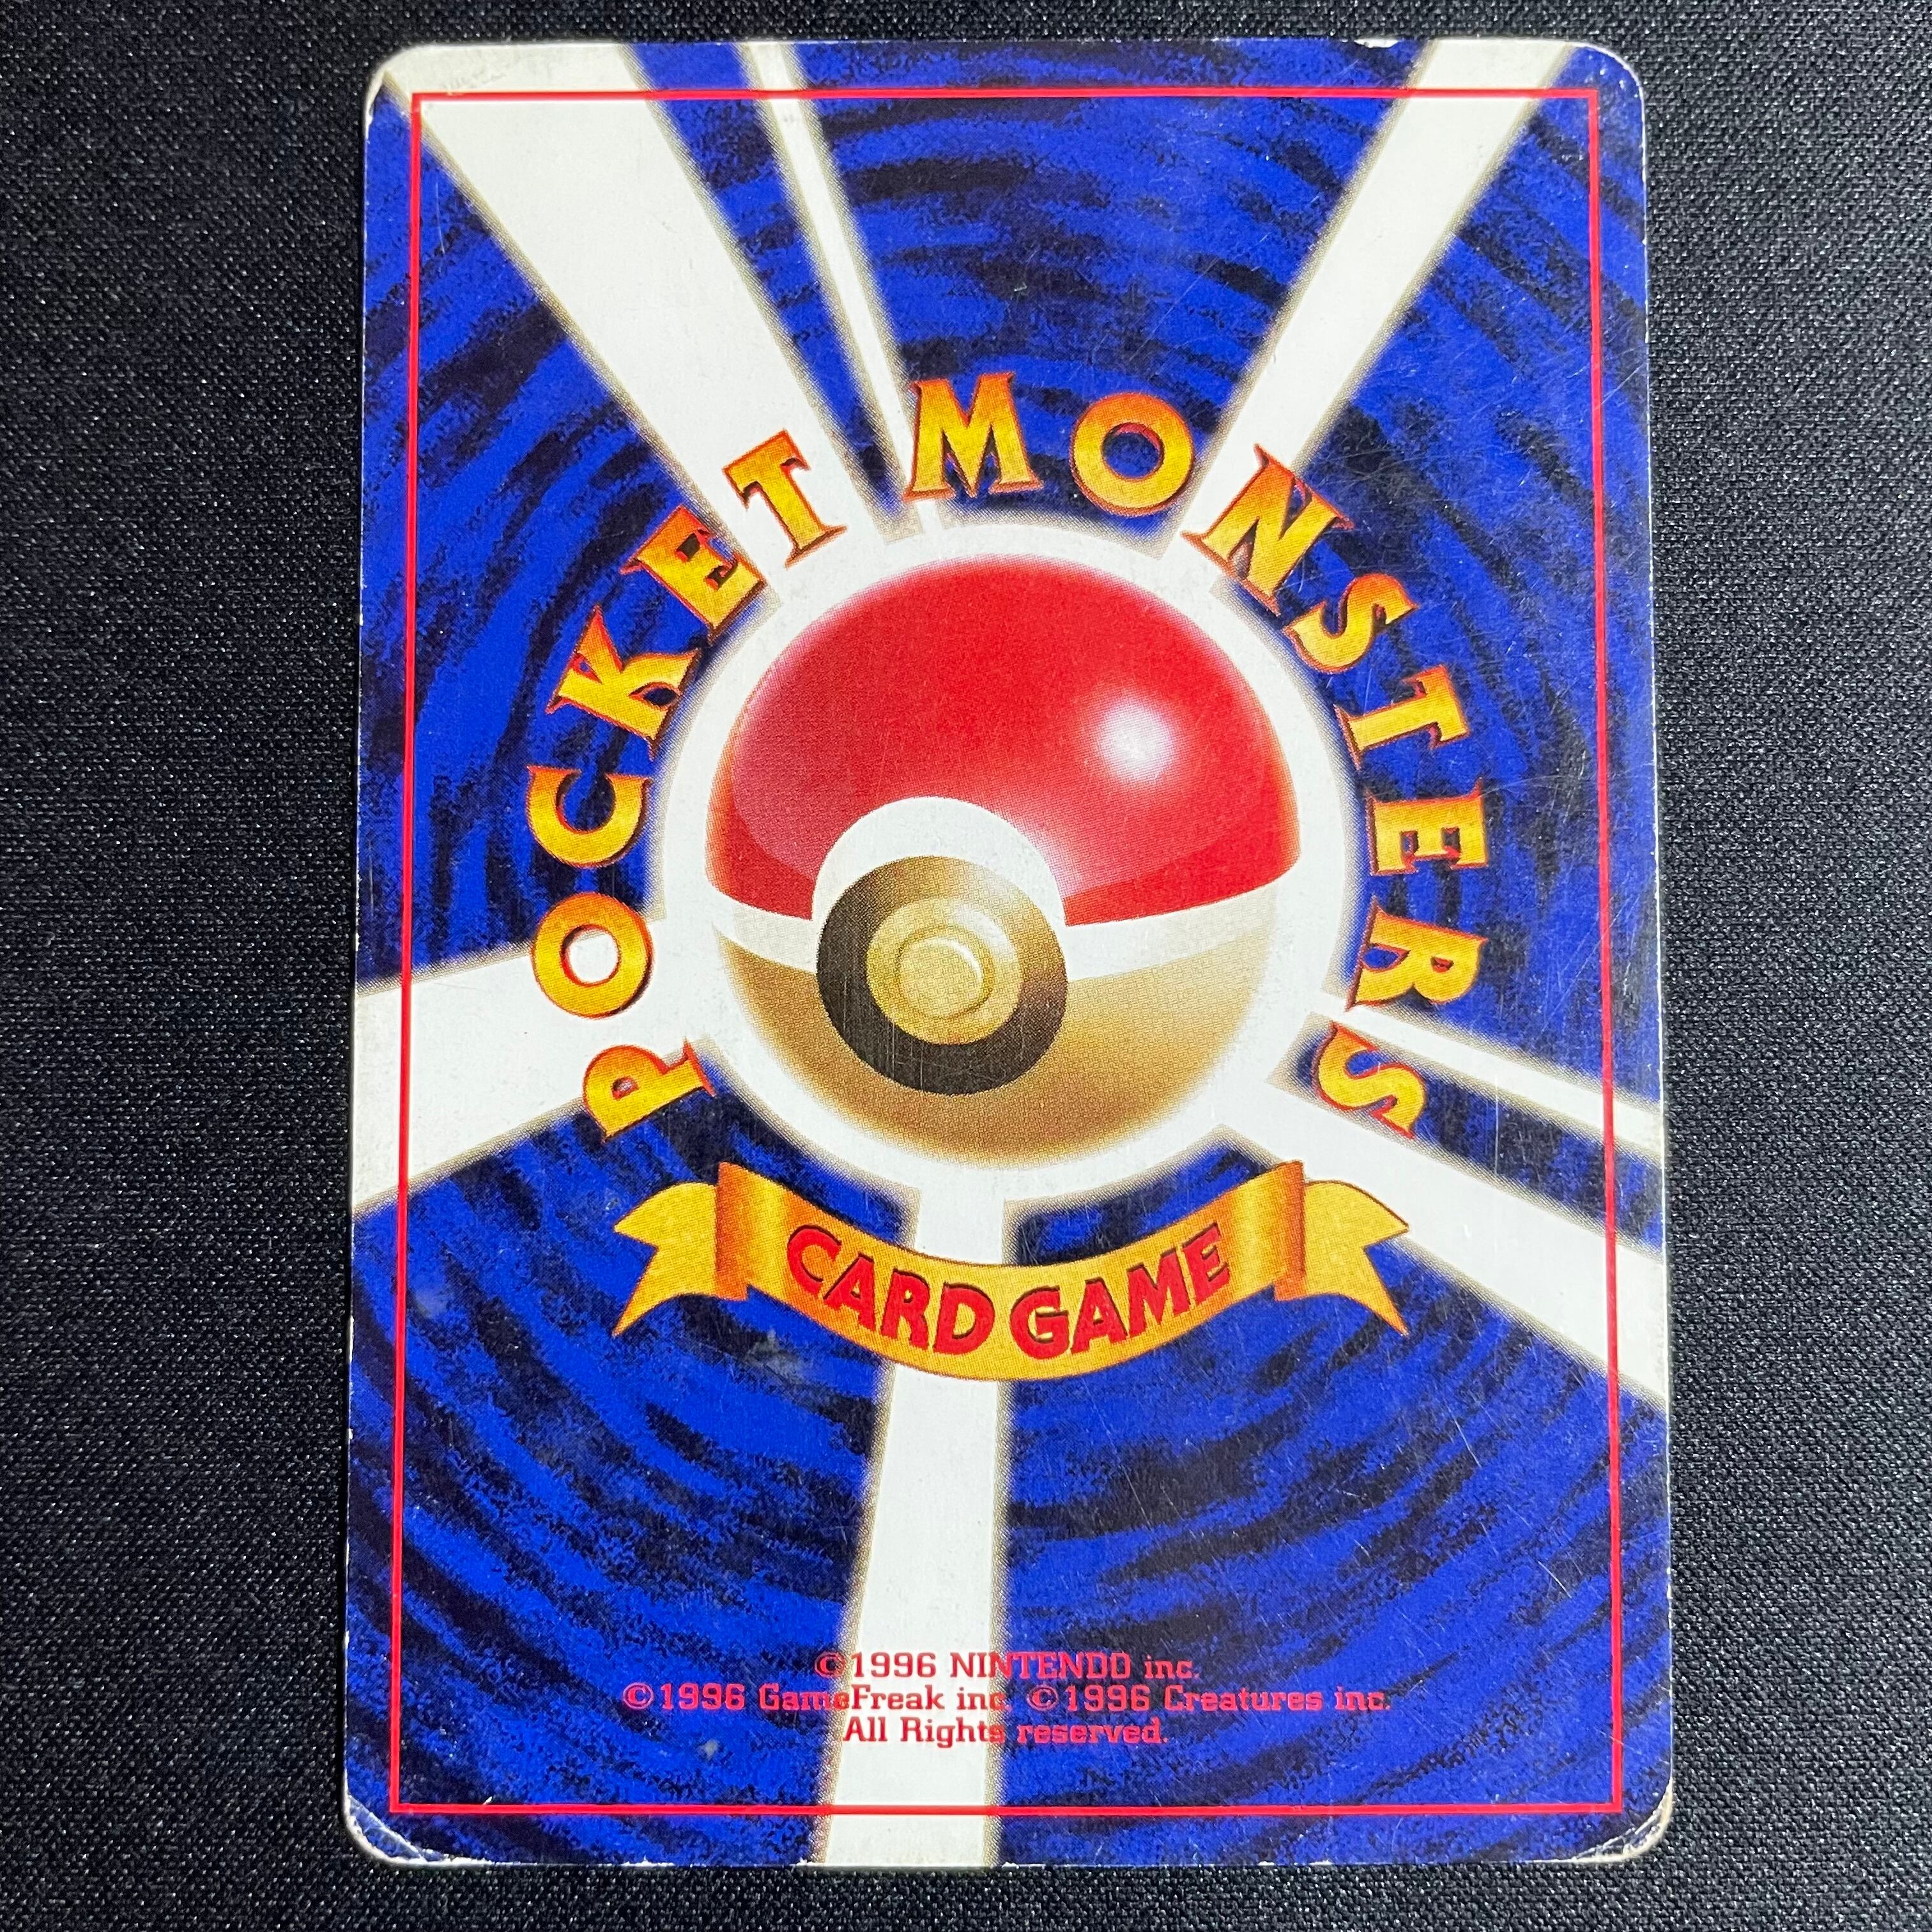 POCKET MONSTERS
CARD GAME
©1996 NINTENDO inc.
©1996 GameFreak inc. ©1996 Creatures inc.
All Rights reserved.